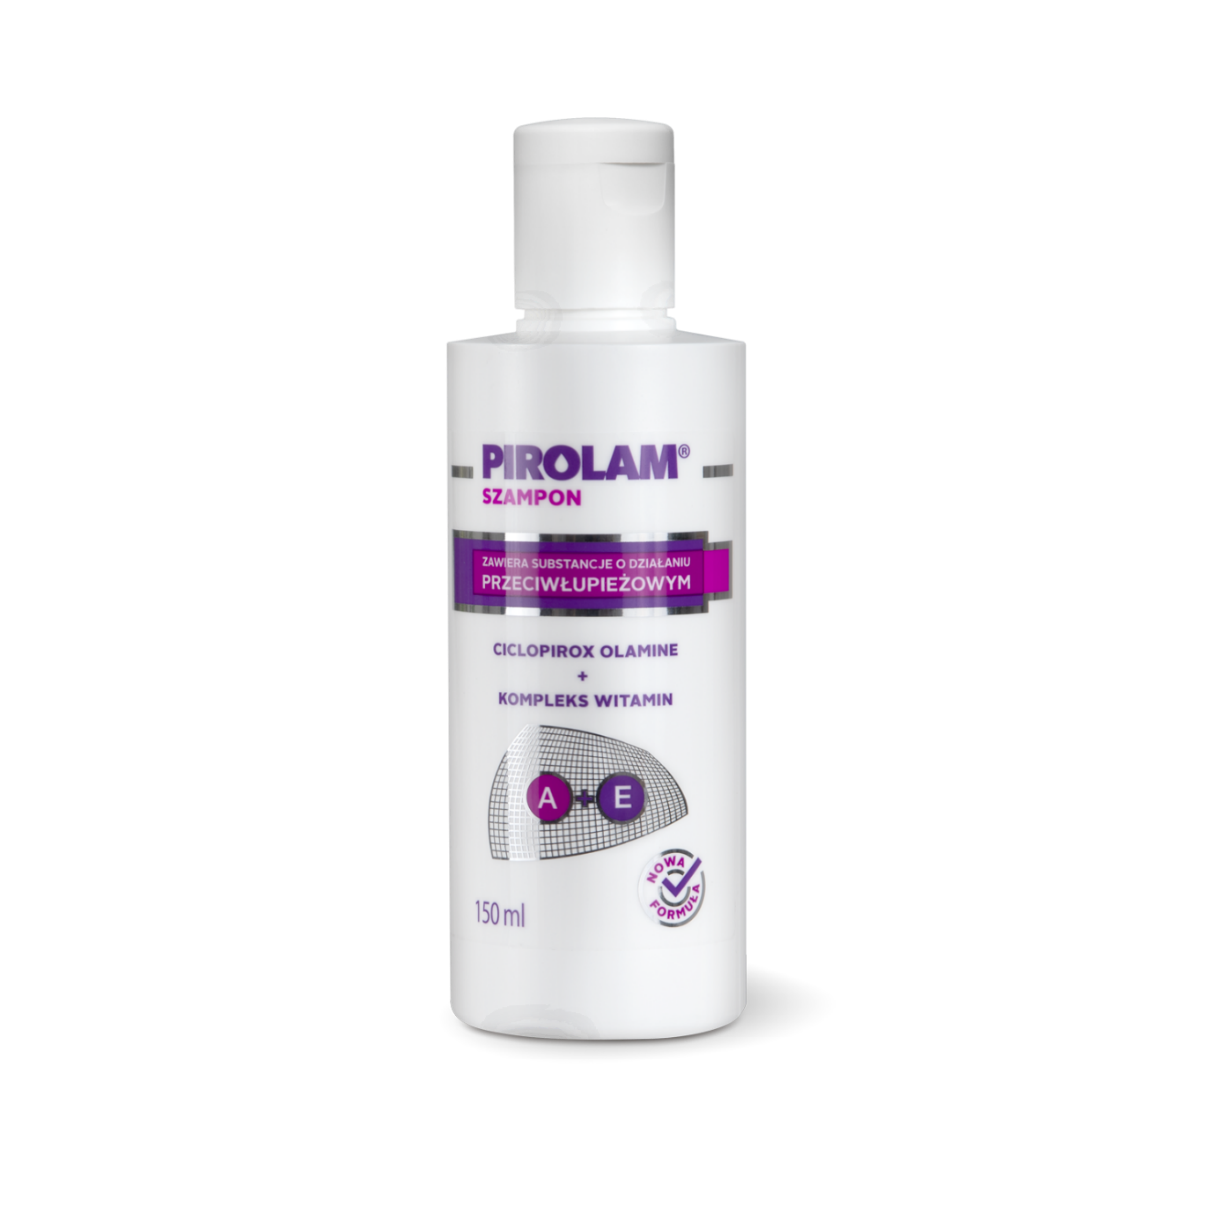 PIROLAM®
SZAMPON
ZAWIERA SUBSTANCJE O DZIAŁANIU
PRZECIWŁUPIEŻOWYM
CICLOPIROX OLAMINE
+
KOMPLEKS WITAMIN
A + E
NOWA
FORMUŁA
150 ml